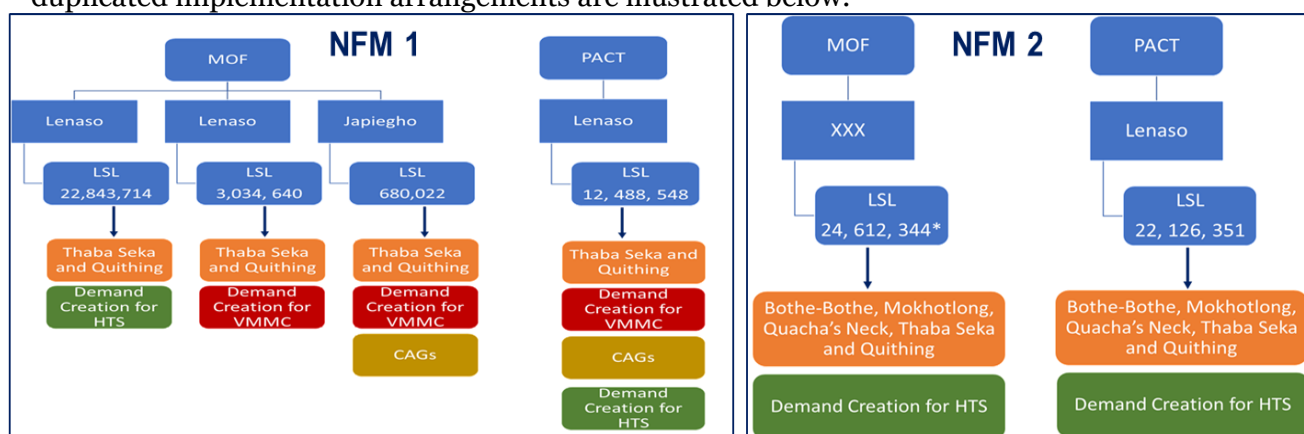 duplicated implementation arrangements are illustrated below.
NFM 1
MOF
PACT
Lenaso
Lenaso
Japiegho
Lenaso
LSL
22,843,714
LSL
3,034, 640
LSL
680,022
LSL
12, 488, 548
Thaba Seka
and Quithing
Thaba Seka
and Quithing
Thaba Seka
and Quithing
Thaba Seka and
Quithing
Demand
Creation for
HTS
Demand
Creation for
VMMC
Demand
Creation for
VMMC
Demand
Creation for
VMMC
CAGs
CAGs
Demand
Creation for
HTS
NFM 2
MOF
PACT
XXX
Lenaso
LSL
24, 612, 344*
LSL
22, 126, 351
Bothe-Bothe, Mokhotlong,
Quacha's Neck, Thaba Seka
and Quithing
Bothe-Bothe, Mokhotlong,
Quacha's Neck, Thaba Seka
and Quithing
Demand Creation for HTS
Demand Creation for HTS